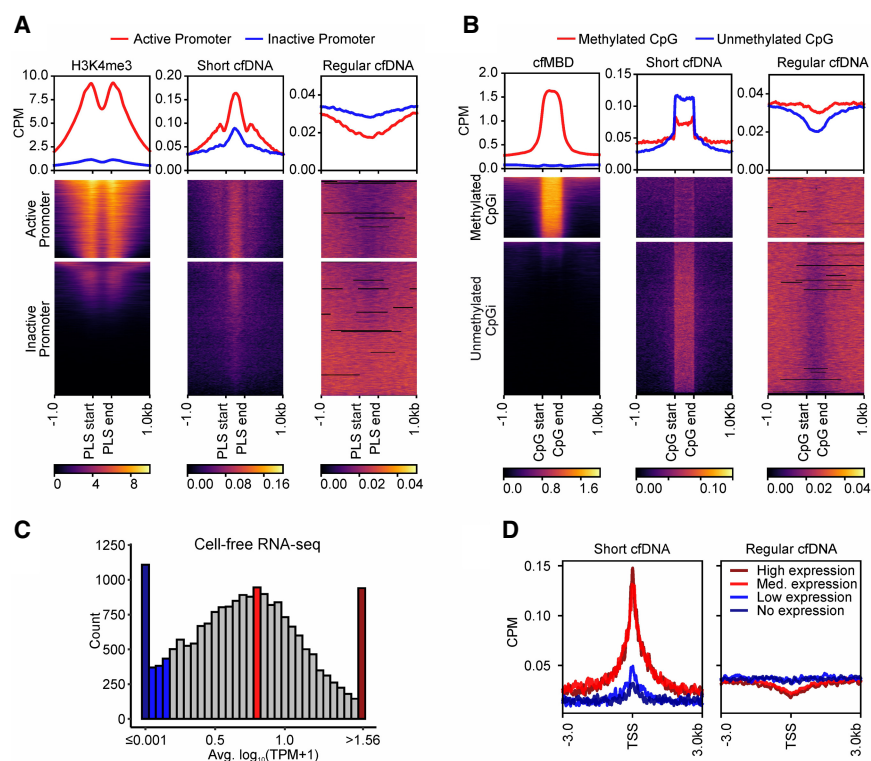 A
Active Promoter
Inactive Promoter
H3K4me3
Short cfDNA
Regular cfDNA
CPM
10.0
7.5
5.0
2.5
0.0
0.20
0.15
0.10
0.05
0.00
0.04
0.02
0.00
Active
Promoter
Inactive
Promoter
-1.0
PLS start
PLS end
1.0kb
-1.0
PLS start
PLS end
1.0kb
-1.0
PLS start
PLS end
1.0kb
0 4 8
0.00 0.08 0.16
0.00 0.02 0.04
B
Methylated CpG
Unmethylated CpG
cfMBD
Short cfDNA
Regular cfDNA
CPM
2.0
1.5
1.0
0.5
0.0
0.15
0.10
0.05
0.00
0.04
0.02
0.00
Methylated
CpGi
Unmethylated
CpGi
-1.0
CpG start
CpG end
1.0kb
-1.0
CpG start
CpG end
1.0kb
-1.0
CpG start
CpG end
1.0kb
0.0 0.8 1.6
0.00 0.10
0.00 0.02 0.04
C
Cell-free RNA-seq
Count
1250
1000
750
500
250
0
≤0.001 0.5 1.0 >1.56
Avg. log₁₀(TPM+1)
D
Short cfDNA
Regular cfDNA
CPM
0.15
0.10
0.05
High expression
Med. expression
Low expression
No expression
-3.0
TSS
3.0kb
-3.0
TSS
3.0kb